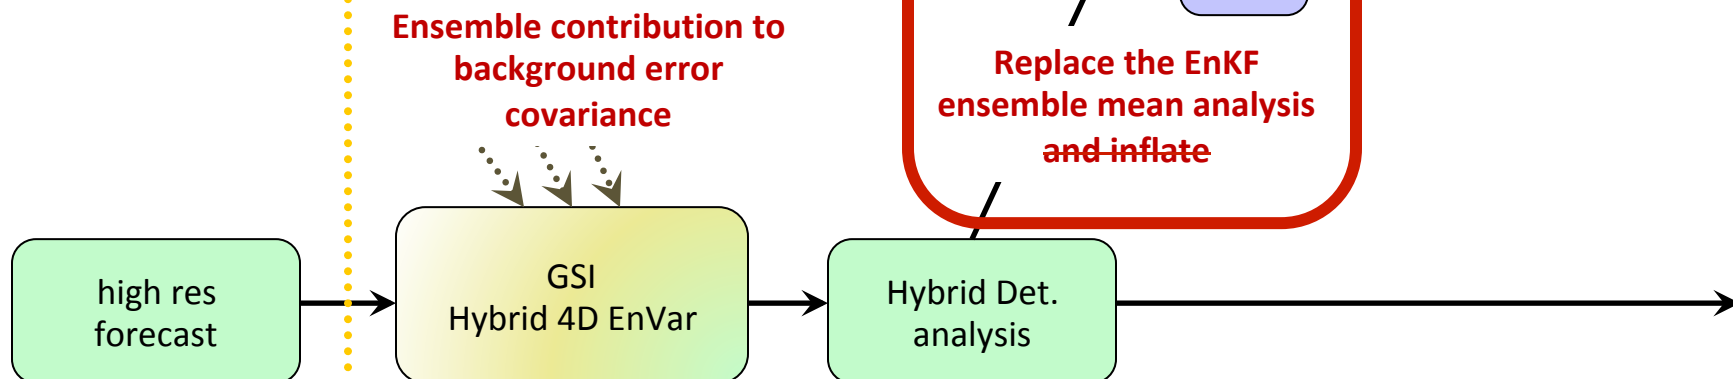 Ensemble contribution to
background error
covariance
Replace the EnKF
ensemble mean analysis
and inflate
high res
forecast
GSI
Hybrid 4D EnVar
Hybrid Det.
analysis